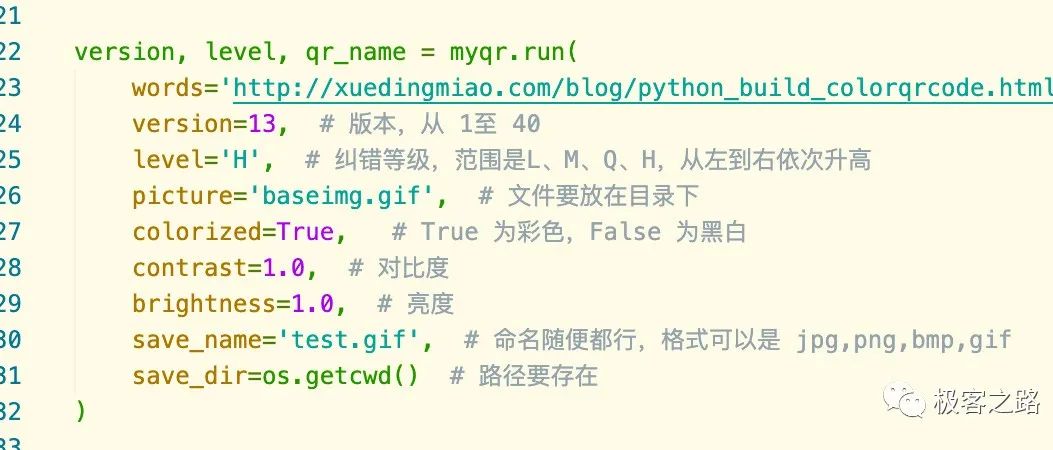 21
22 version, level, qr_name = myqr.run(
23 words='http://xuedingmiao.com/blog/python_build_colorqrcode.html
24 version=13, # 版本，从 1至 40
25 level='H', # 纠错等级，范围是L、M、Q、H，从左到右依次升高
26 picture='baseimg.gif', # 文件要放在目录下
27 colorized=True, # True 为彩色，False 为黑白
28 contrast=1.0, # 对比度
29 brightness=1.0, # 亮度
30 save_name='test.gif', # 命名随便都行，格式可以是 jpg,png,bmp,gif
31 save_dir=os.getcwd() # 路径要存在
32 )
33
极客之路